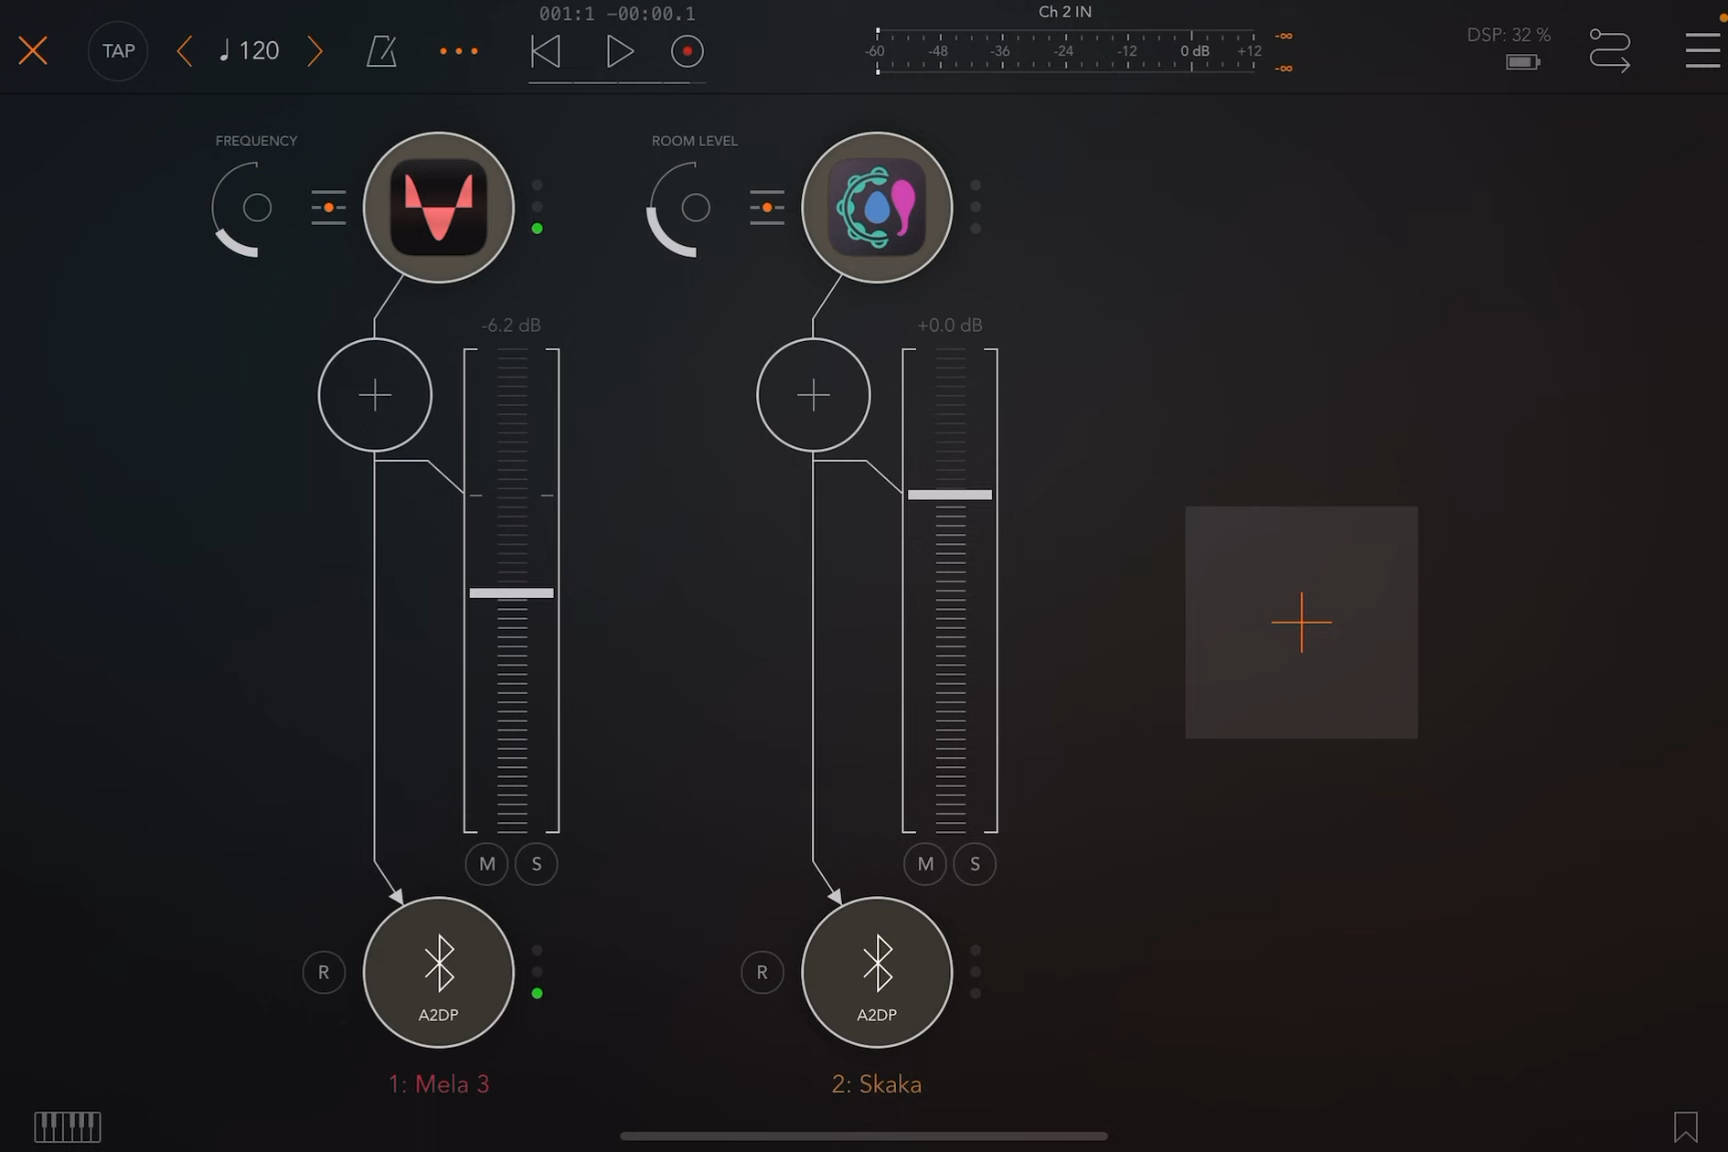 001:1 -00:00.1
Ch 2 IN
TAP
120
-60 -48 -36 -24 -12 0 dB +12
-∞
-∞
DSP: 32 %
FREQUENCY
ROOM LEVEL
-6.2 dB
+0.0 dB
M S
M S
R
A2DP
R
A2DP
1: Mela 3
2: Skaka